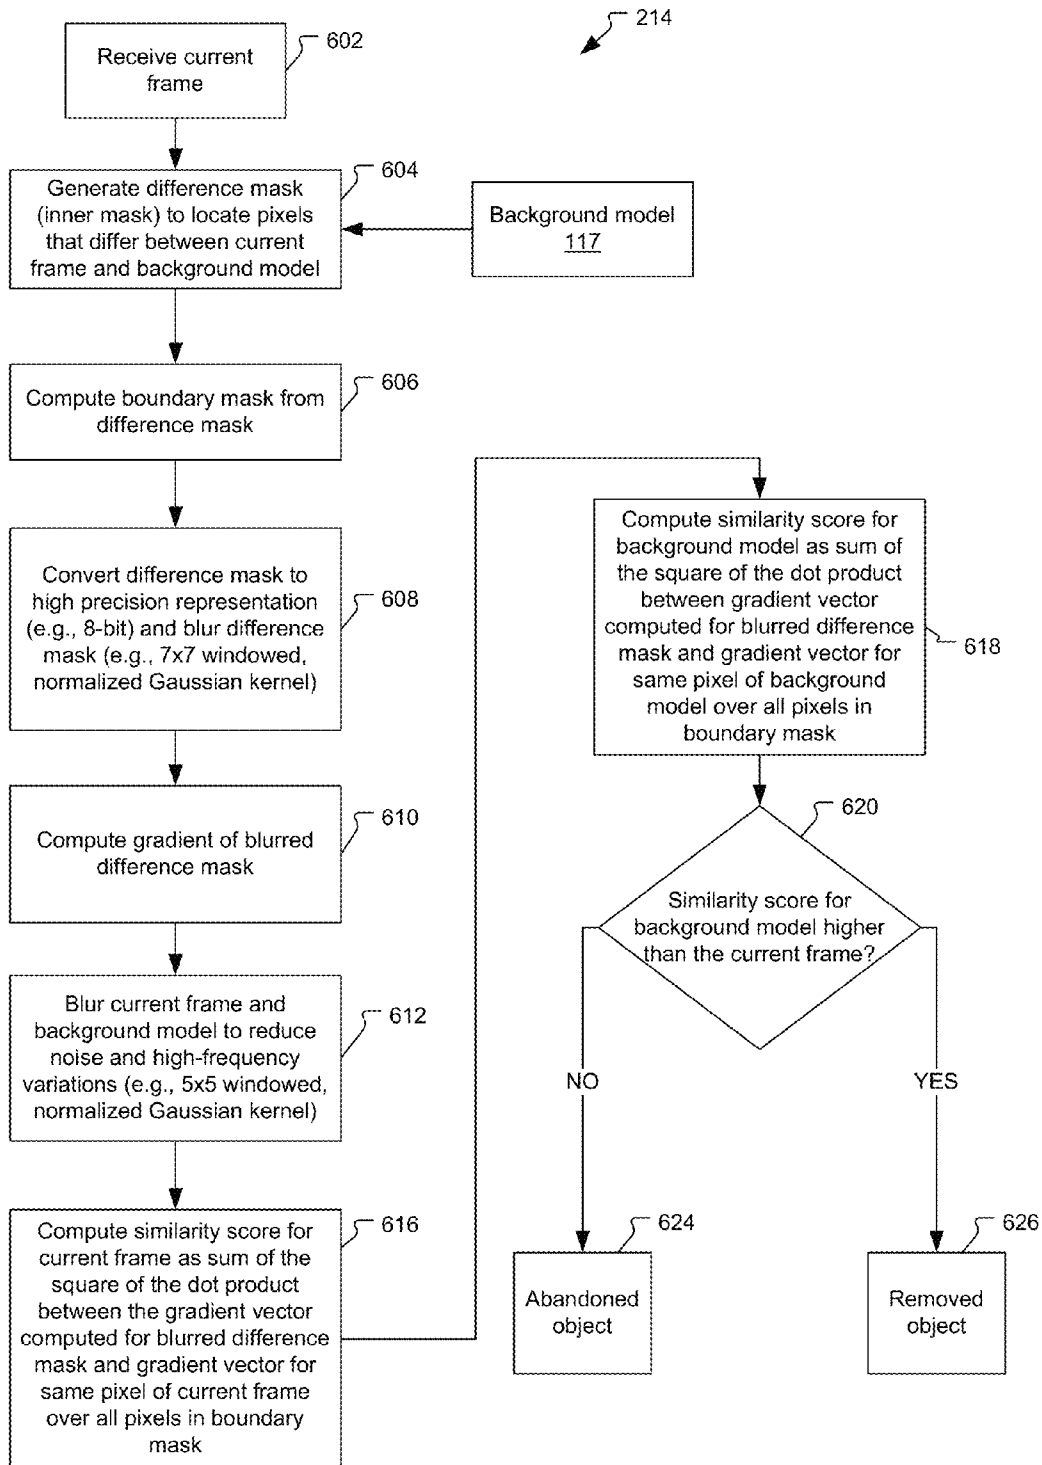 214
602
Receive current
frame
604
Generate difference mask
(inner mask) to locate pixels
that differ between current
frame and background model
Background model
117
606
Compute boundary mask from
difference mask
608
Convert difference mask to
high precision representation
(e.g., 8-bit) and blur difference
mask (e.g., 7x7 windowed,
normalized Gaussian kernel)
610
Compute gradient of blurred
difference mask
612
Blur current frame and
background model to reduce
noise and high-frequency
variations (e.g., 5x5 windowed,
normalized Gaussian kernel)
616
Compute similarity score for
current frame as sum of the
square of the dot product
between the gradient vector
computed for blurred difference
mask and gradient vector for
same pixel of current frame
over all pixels in boundary
mask
618
Compute similarity score for
background model as sum of
the square of the dot product
between gradient vector
computed for blurred difference
mask and gradient vector for
same pixel of background
model over all pixels in
boundary mask
620
Similarity score for
background model higher
than the current frame?
NO
YES
624
Abandoned
object
626
Removed
object